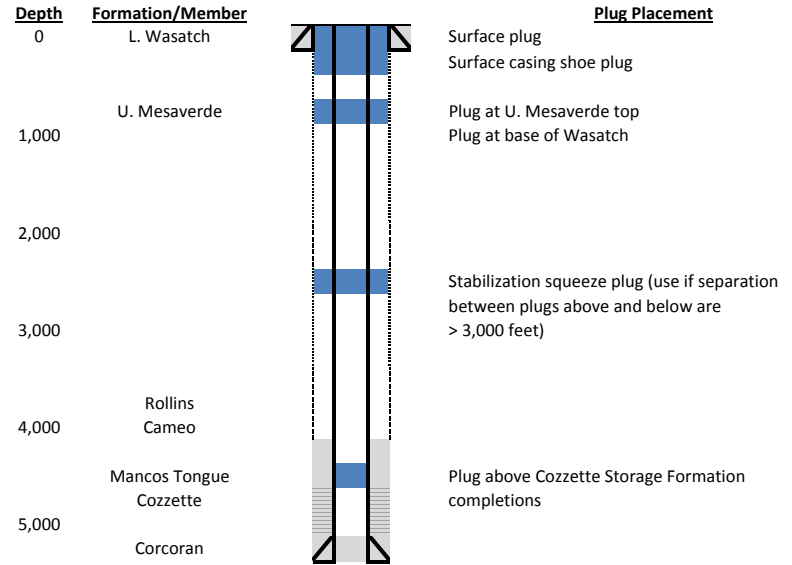 Depth Formation/Member Plug Placement
0 L. Wasatch Surface plug
Surface casing shoe plug
U. Mesaverde Plug at U. Mesaverde top
1,000 Plug at base of Wasatch
2,000
Stabilization squeeze plug (use if separation
between plugs above and below are
3,000 > 3,000 feet)
Rollins
4,000 Cameo
Mancos Tongue Plug above Cozzette Storage Formation
Cozzette completions
5,000
Corcoran